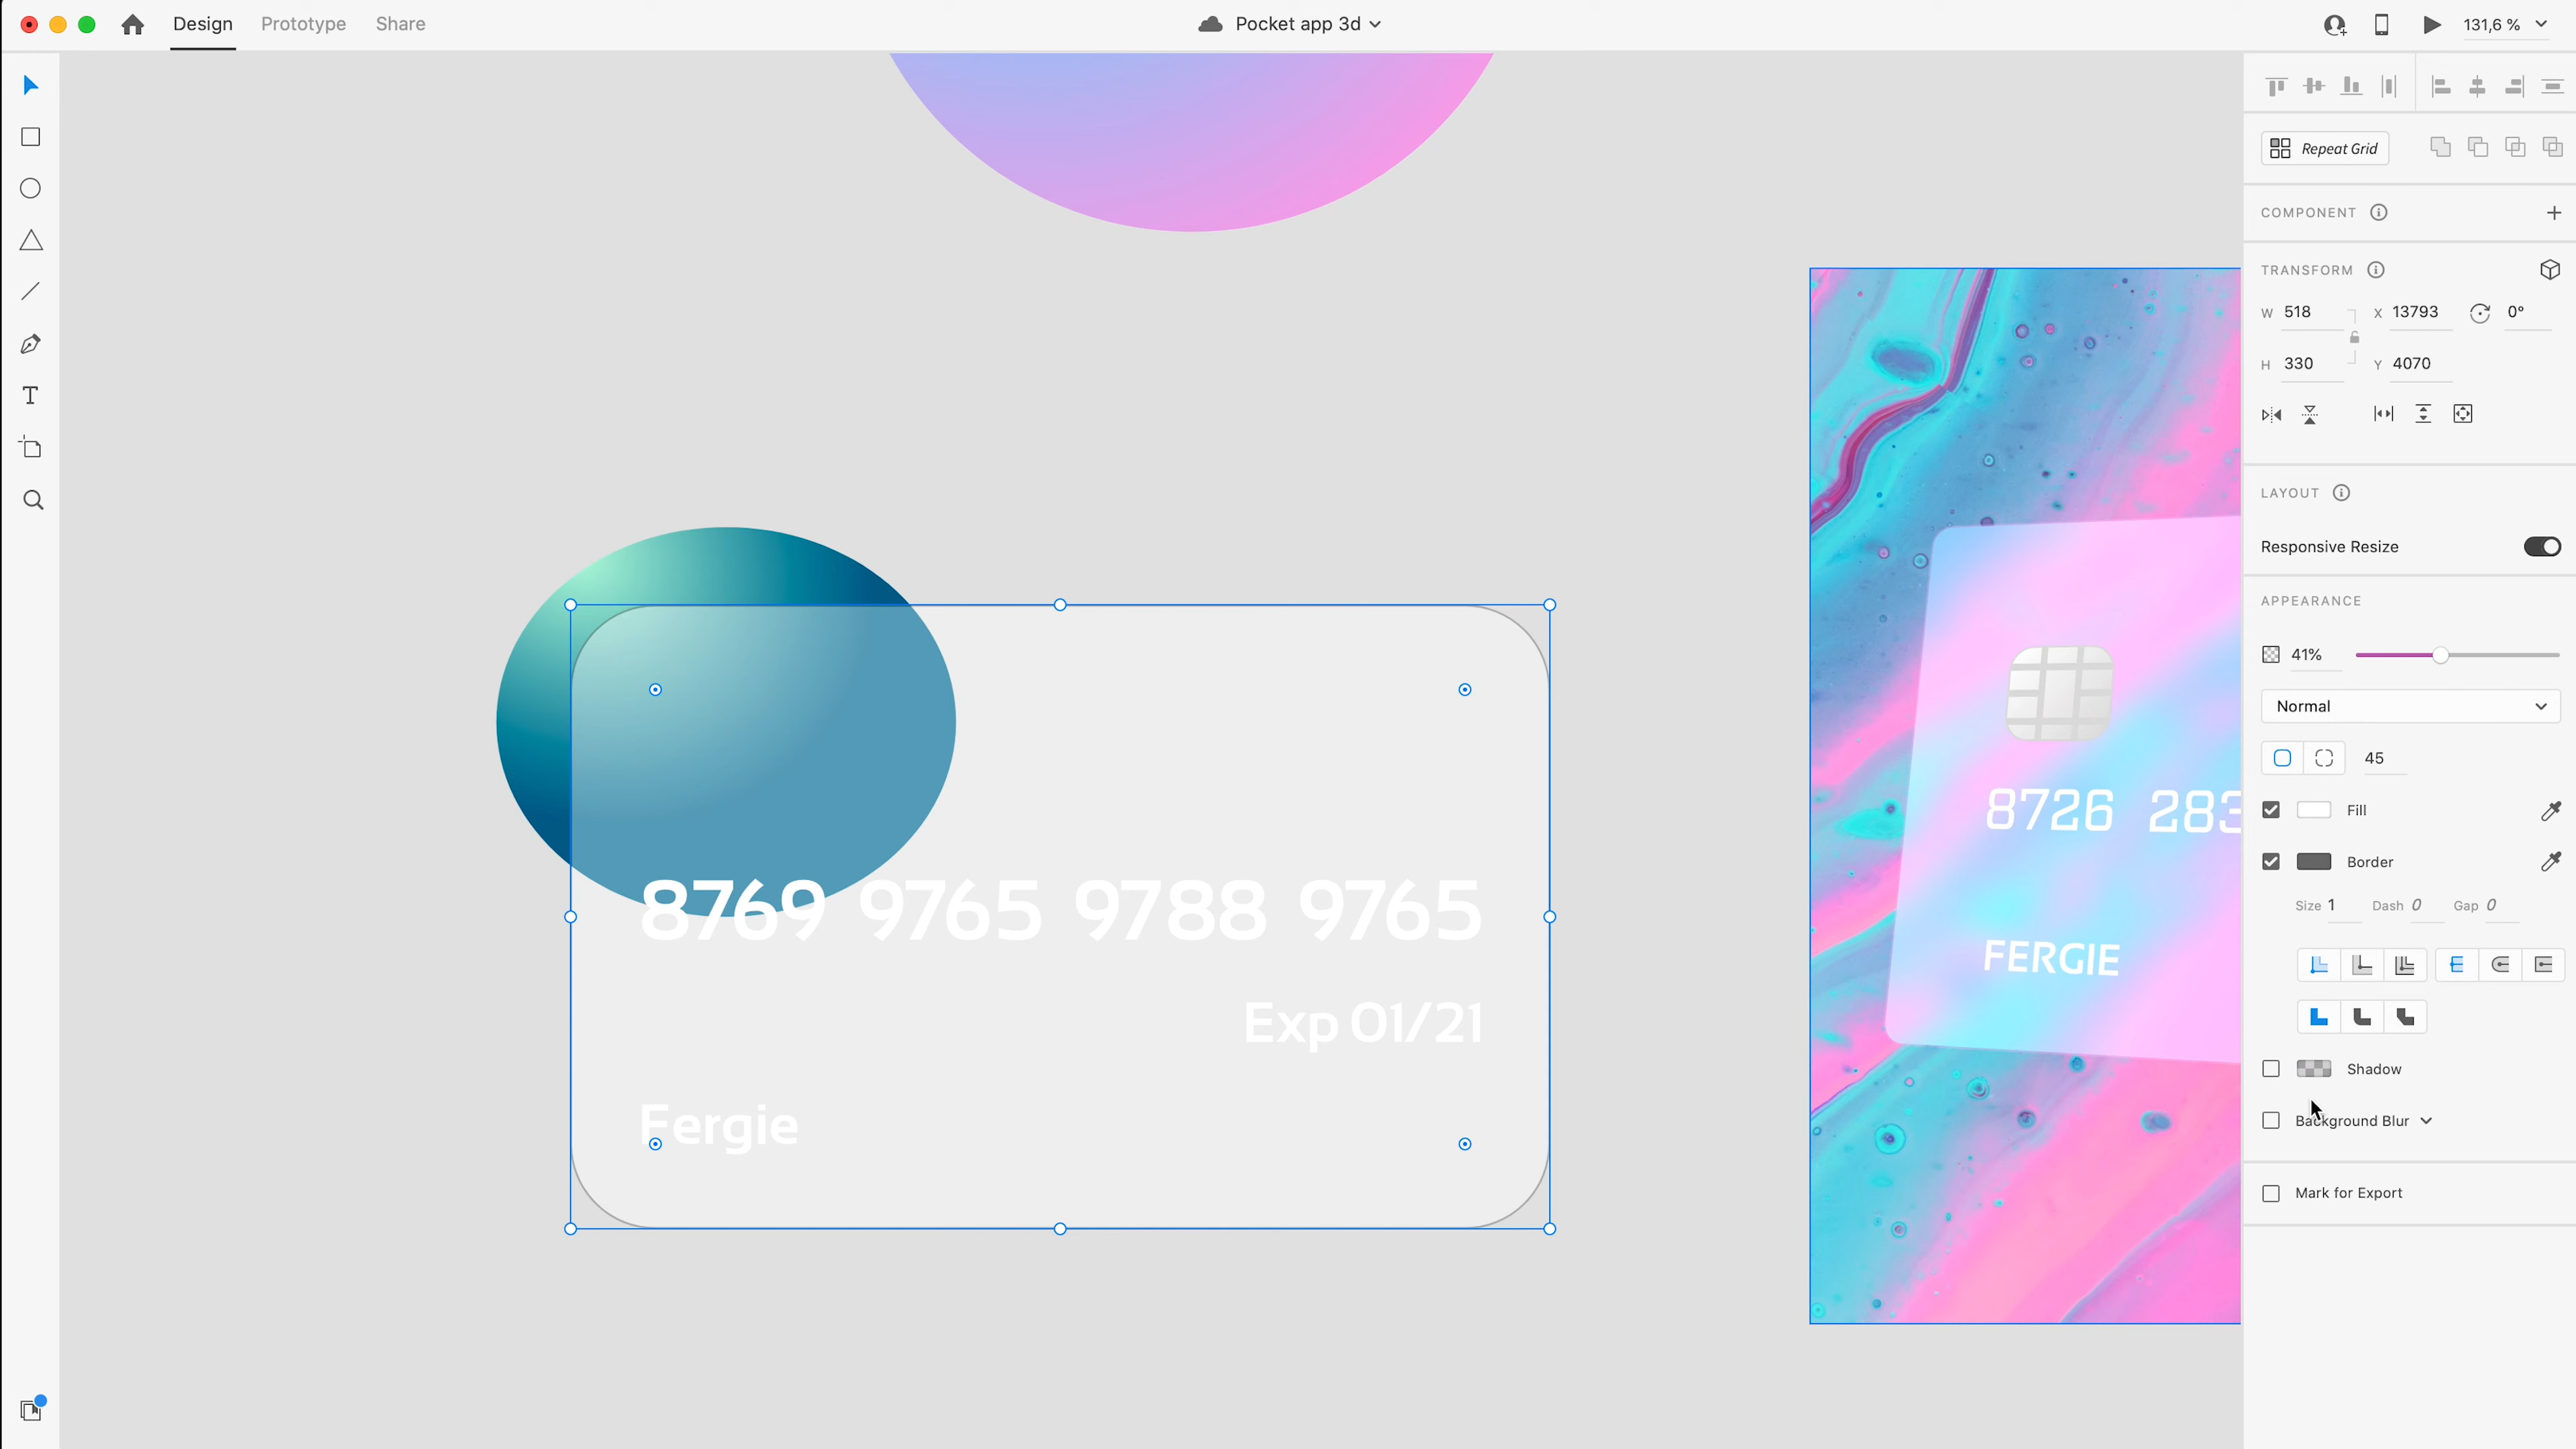 Design Prototype Share
Pocket app 3d
131,6 %
Repeat Grid
COMPONENT
TRANSFORM
W 518 X 13793 0°
H 330 Y 4070
LAYOUT
Responsive Resize
APPEARANCE
41%
Normal
45
Fill
Border
Size 1 Dash 0 Gap 0
Shadow
Background Blur
Mark for Export
8769 9765 9788 9765
Exp 01/21
Fergie
8726 283
FERGIE